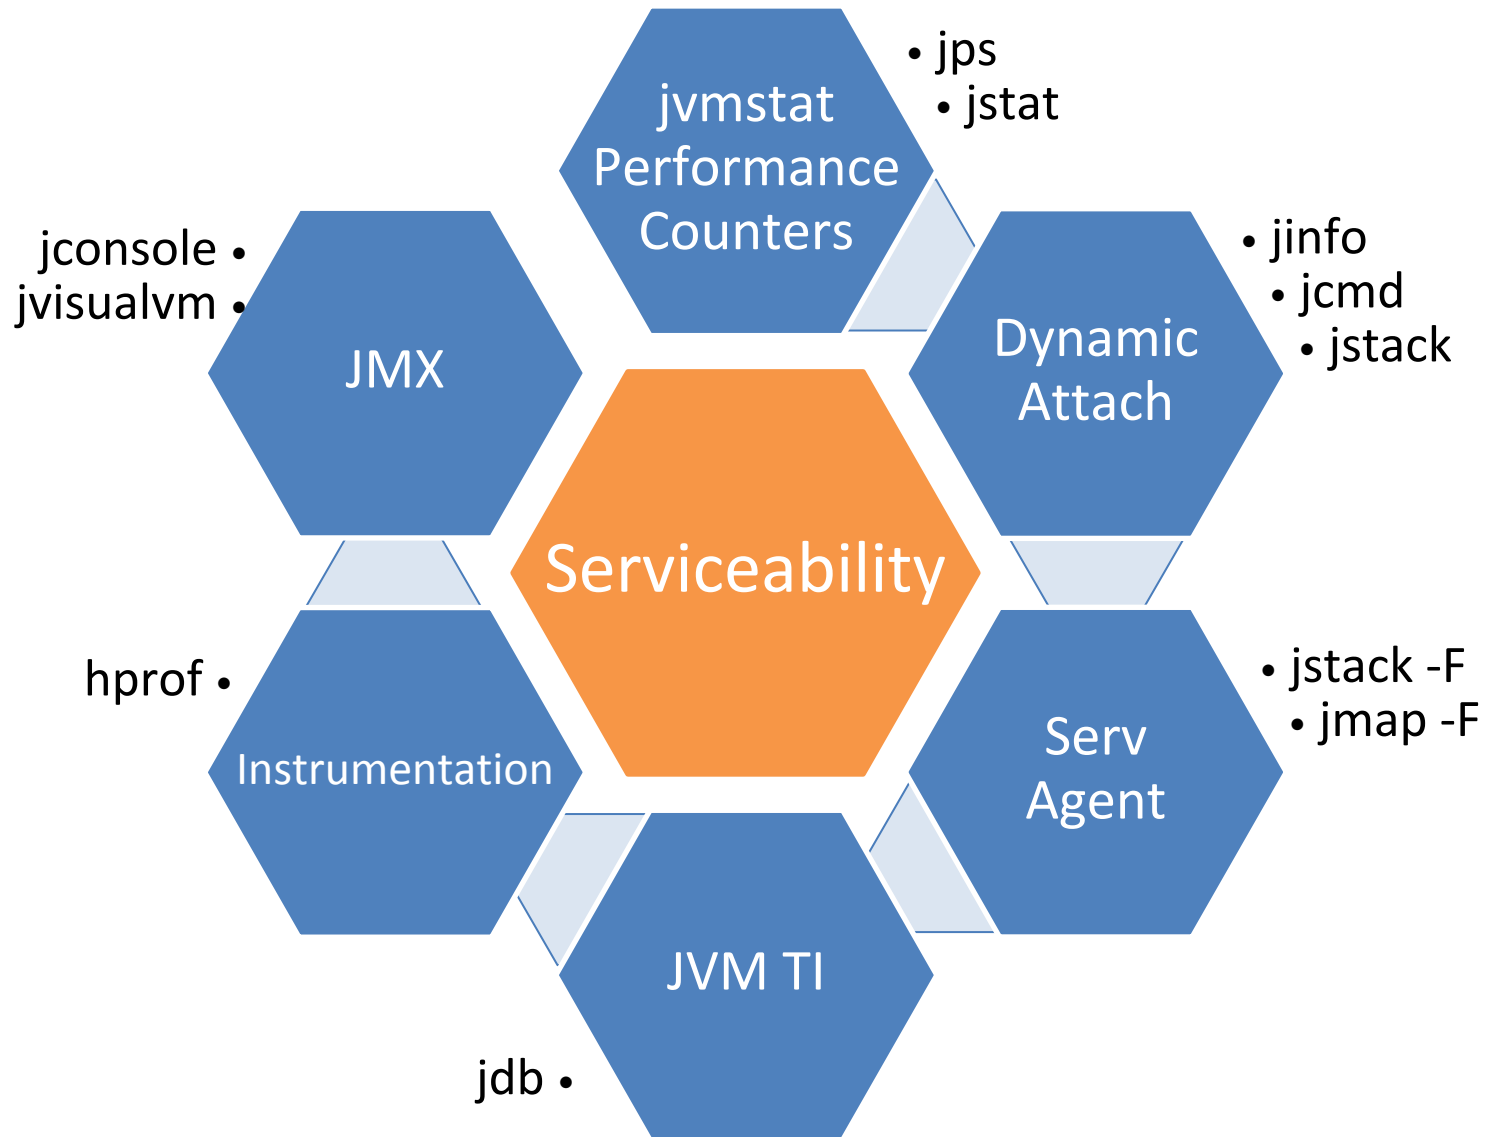 jvmstat
Performance
Counters
• jps
• jstat
Dynamic
Attach
• jinfo
• jcmd
• jstack
Serv
Agent
• jstack -F
• jmap -F
JVM TI
jdb •
Instrumentation
hprof •
JMX
jconsole •
jvisualvm •
Serviceability